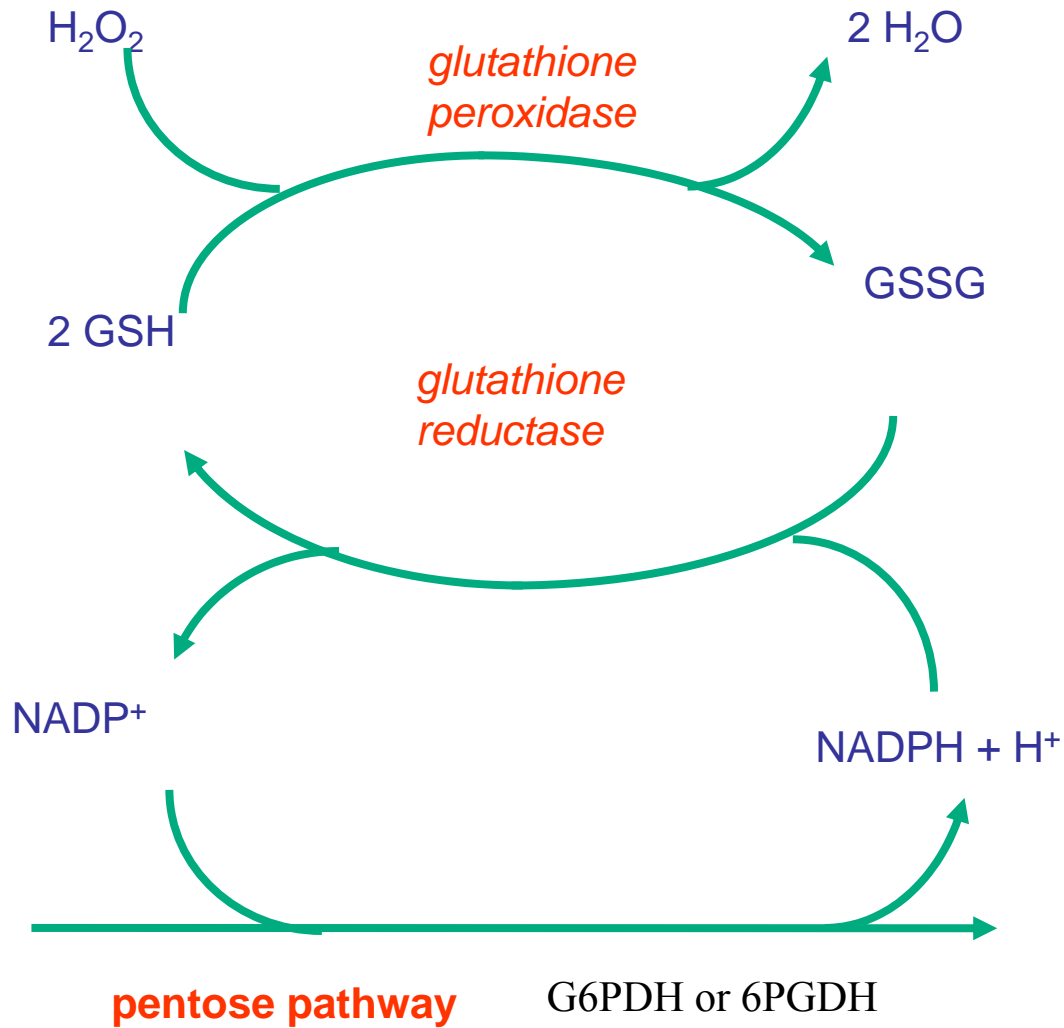 H₂O₂
2 H₂O
glutathione
peroxidase
GSSG
2 GSH
glutathione
reductase
NADP⁺
NADPH + H⁺
pentose pathway
G6PDH or 6PGDH